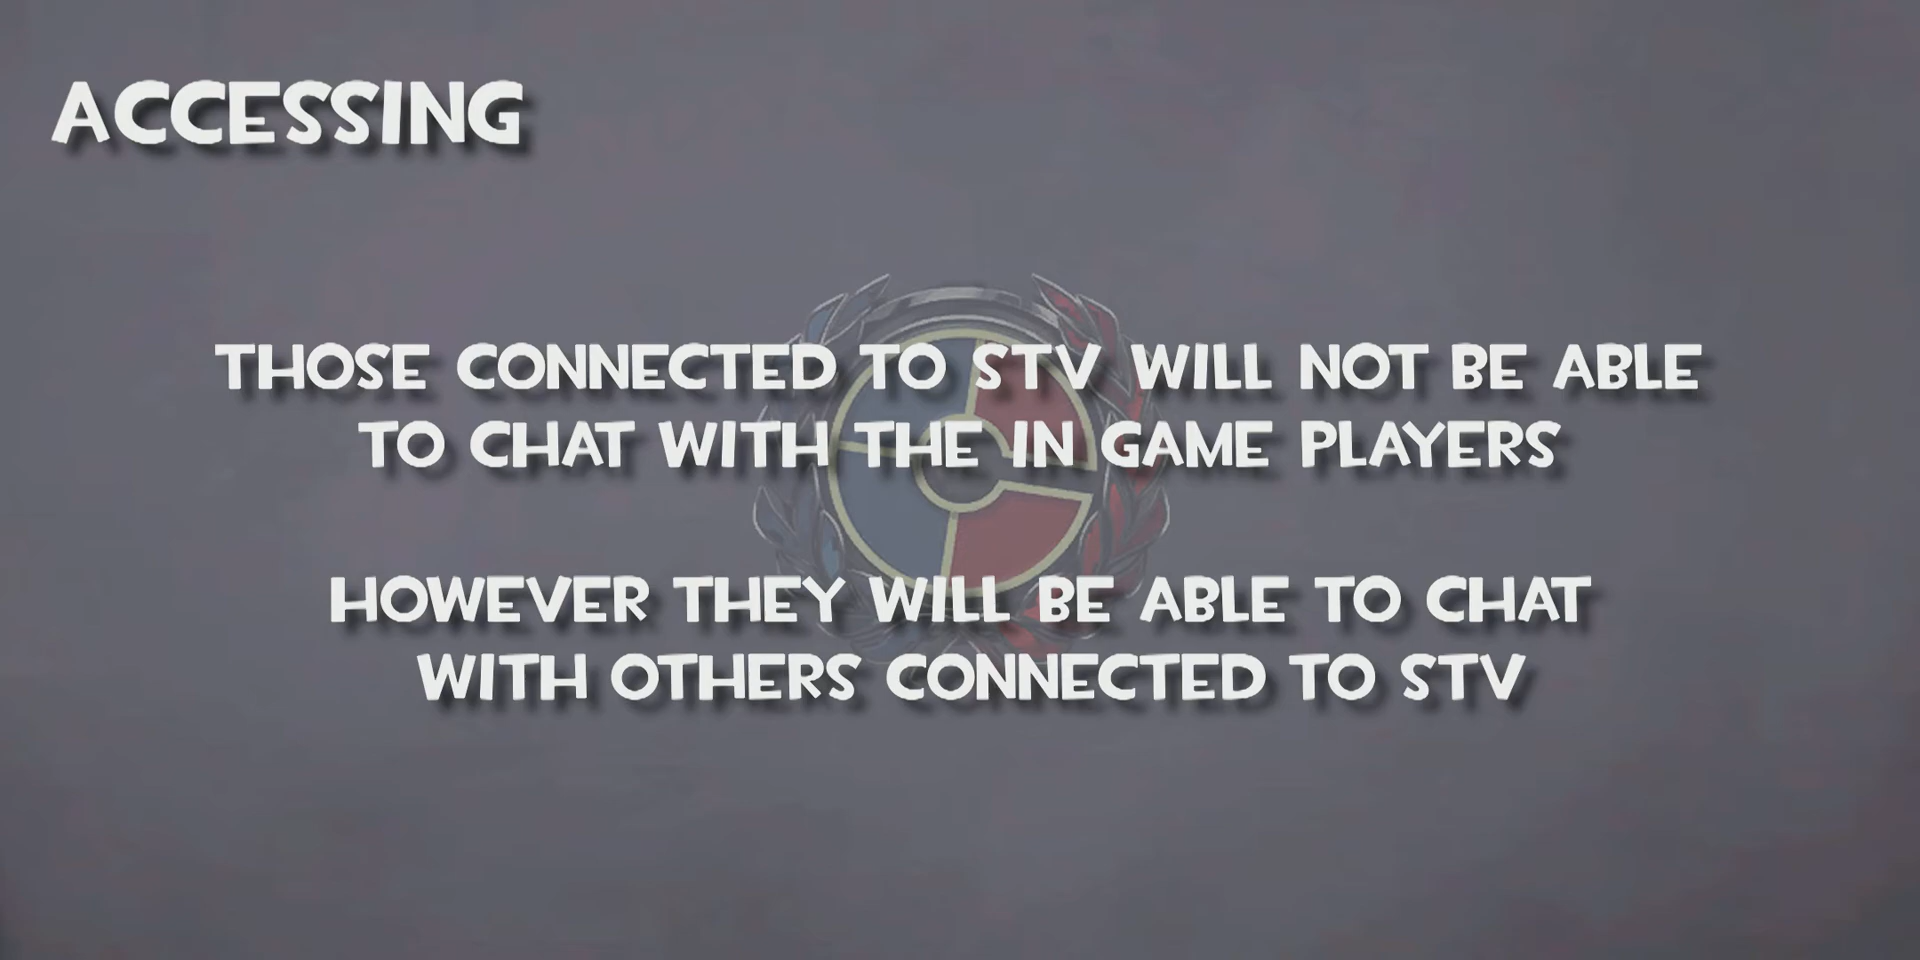 ACCESSING
THOSE CONNECTED TO STV WILL NOT BE ABLE
TO CHAT WITH THE IN GAME PLAYERS
HOWEVER THEY WILL BE ABLE TO CHAT
WITH OTHERS CONNECTED TO STV